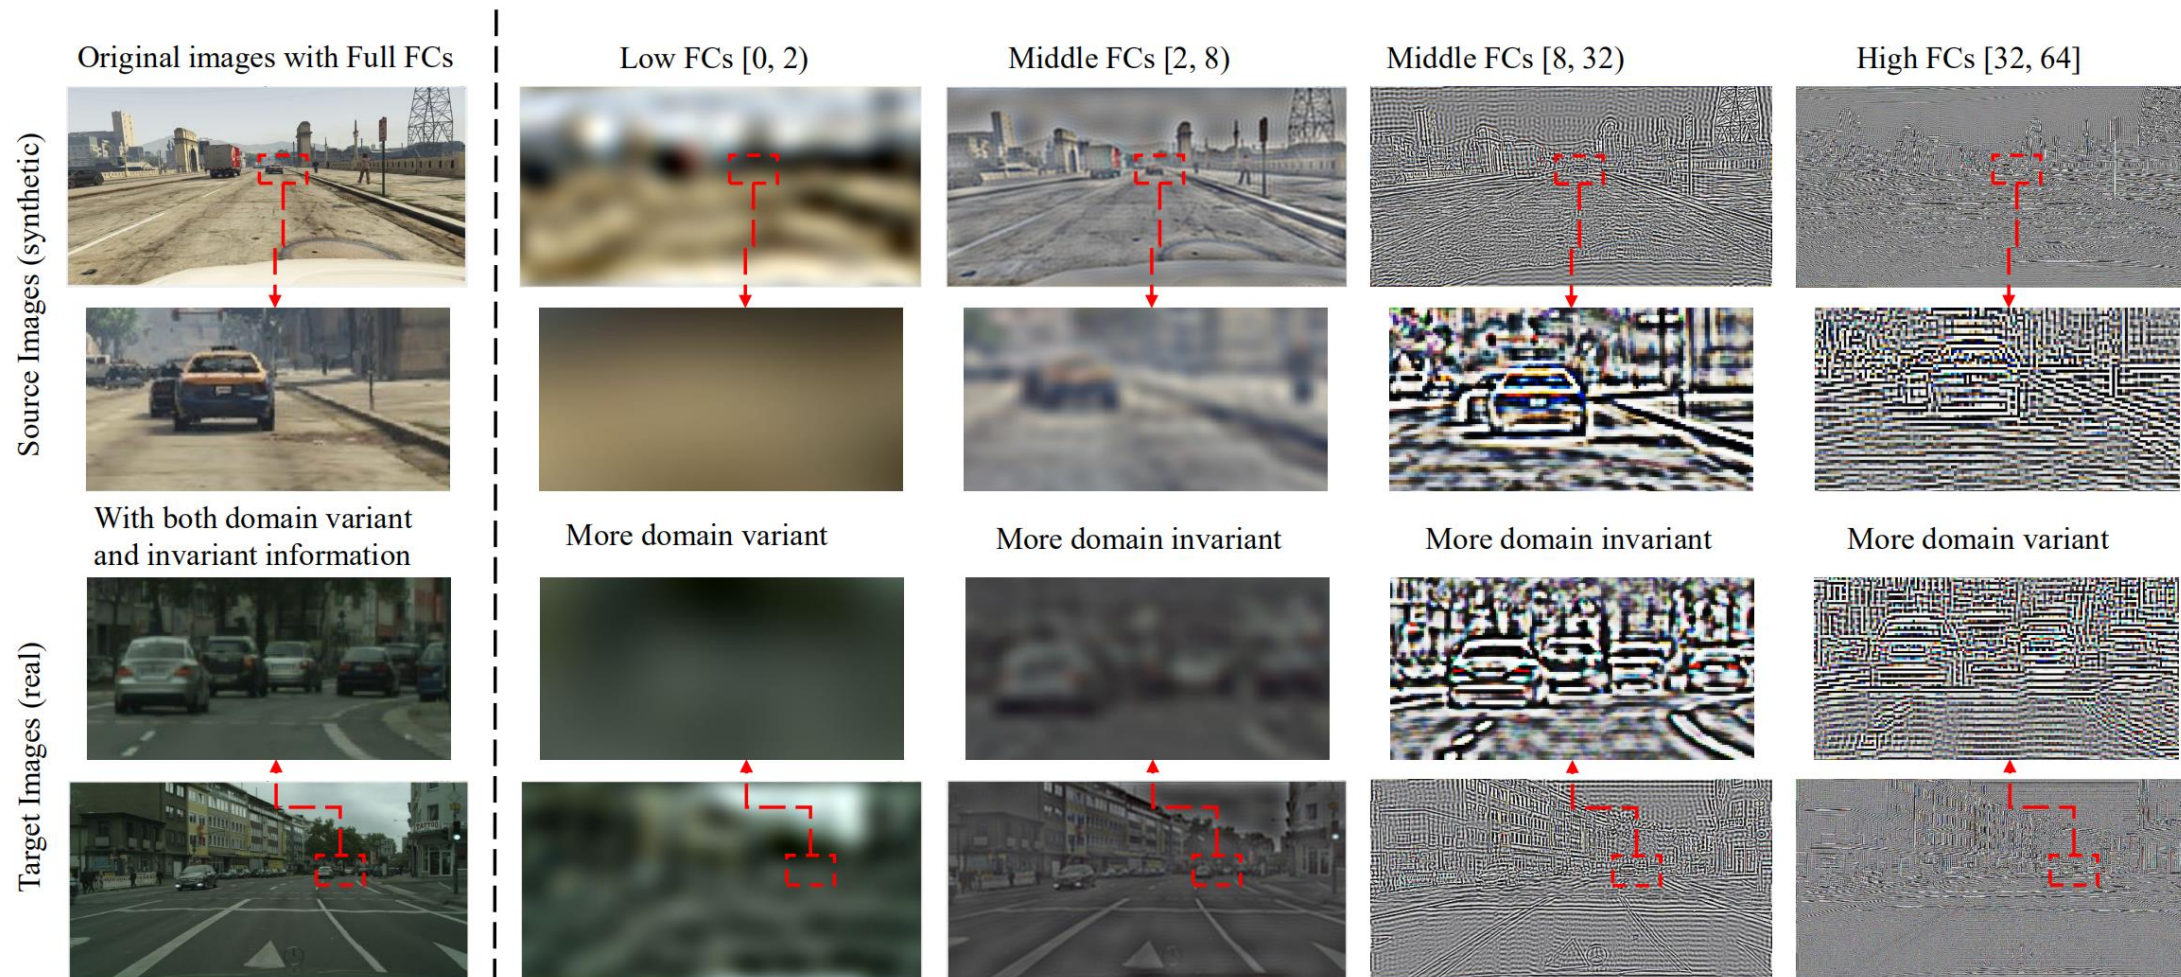 Original images with Full FCs
Low FCs [0, 2)
Middle FCs [2, 8)
Middle FCs [8, 32)
High FCs [32, 64]
Source Images (synthetic)
With both domain variant
and invariant information
More domain variant
More domain invariant
More domain invariant
More domain variant
Target Images (real)